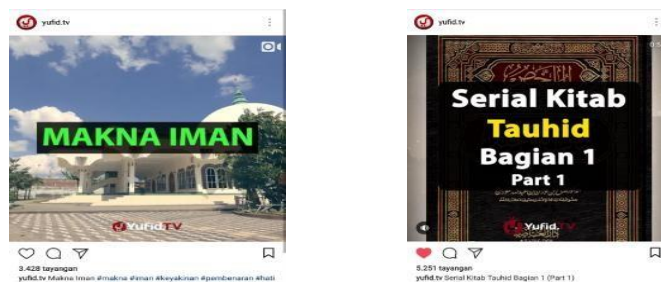 yufid.tv
MAKNA IMAN
Yufid.TV
3.428 tayangan
yufid.tv Makna Iman #makna #iman #keyakinan #pembenaran #hati
yufid.tv
Serial Kitab
Tauhid
Bagian 1
Part 1
Yufid.TV
5.251 tayangan
yufid.tv Serial Kitab Tauhid Bagian 1 (Part 1)